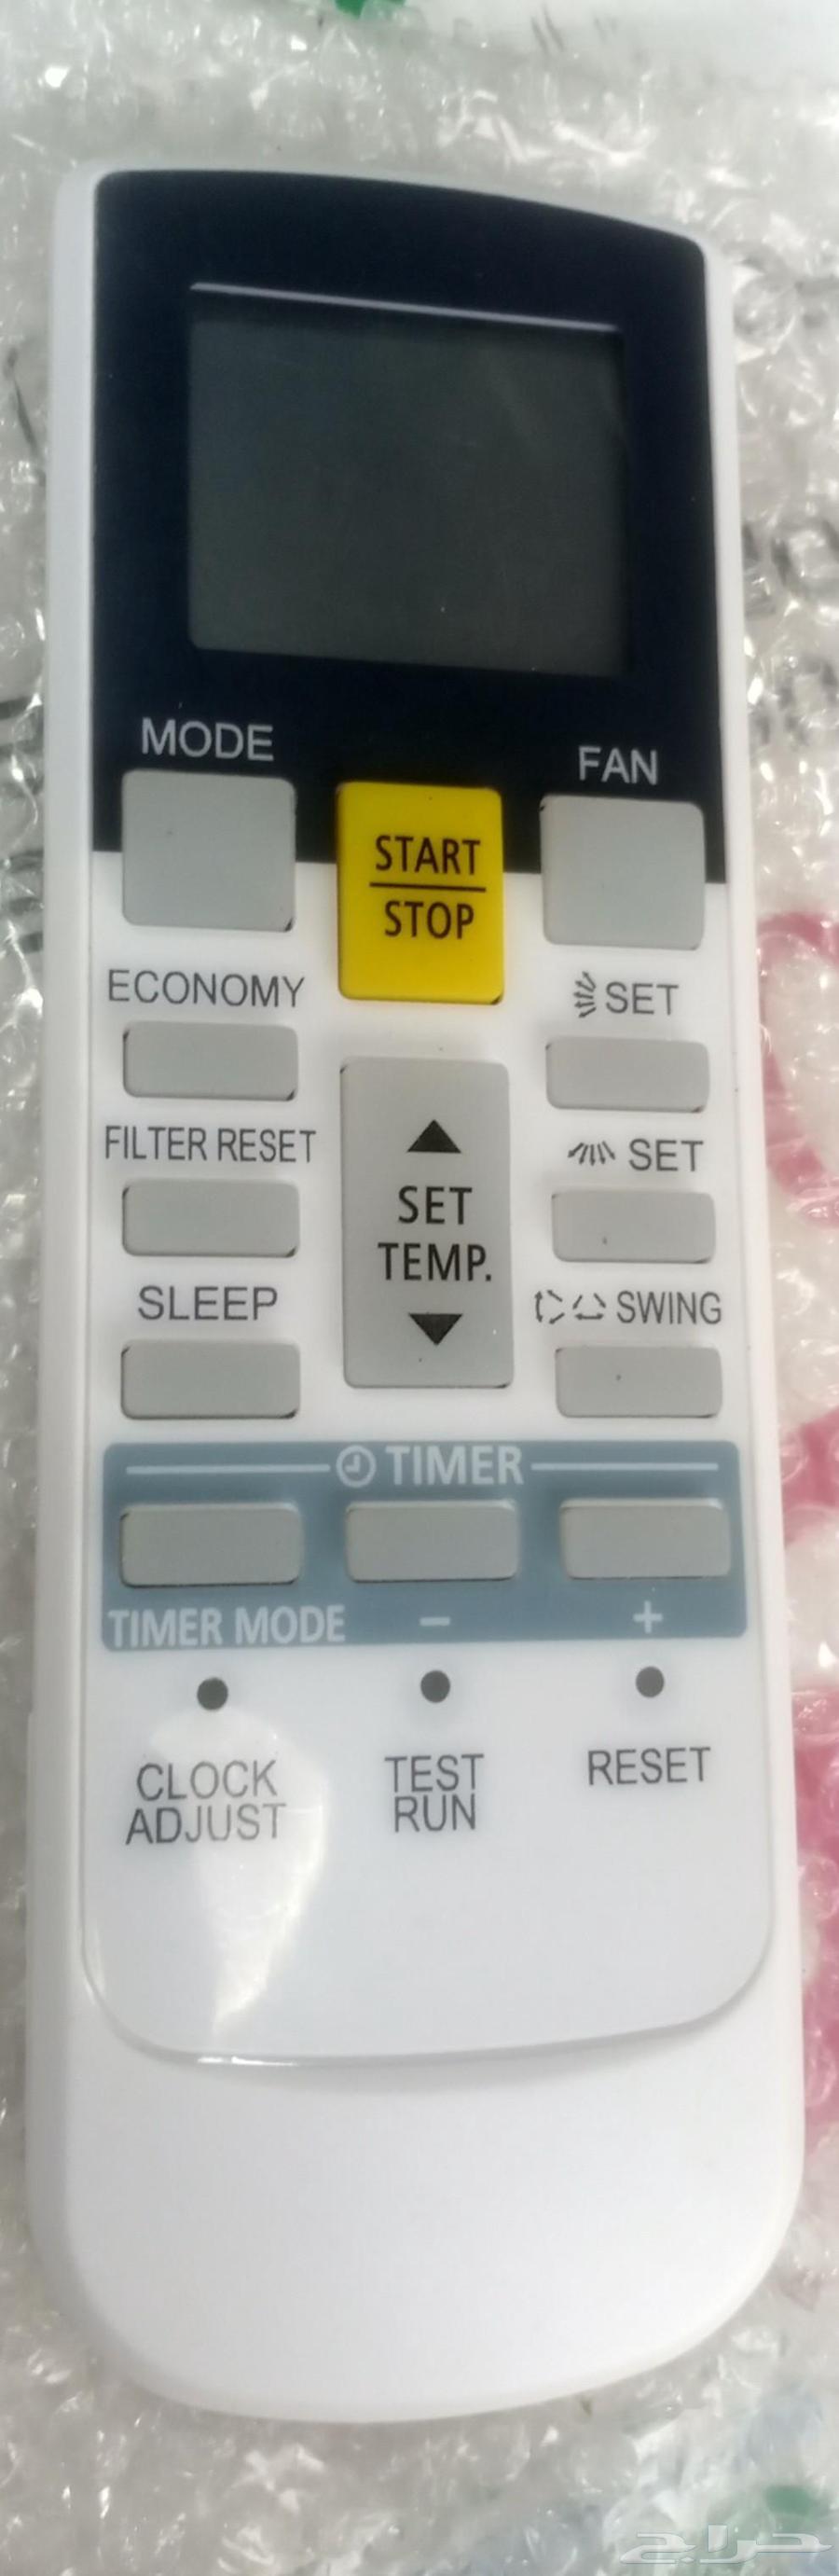 MODE
FAN
START
STOP
ECONOMY
SET
FILTER RESET
SET
TEMP.
SET
SLEEP
SWING
TIMER
TIMER MODE - +
CLOCK
ADJUST
TEST
RUN
RESET
حراج